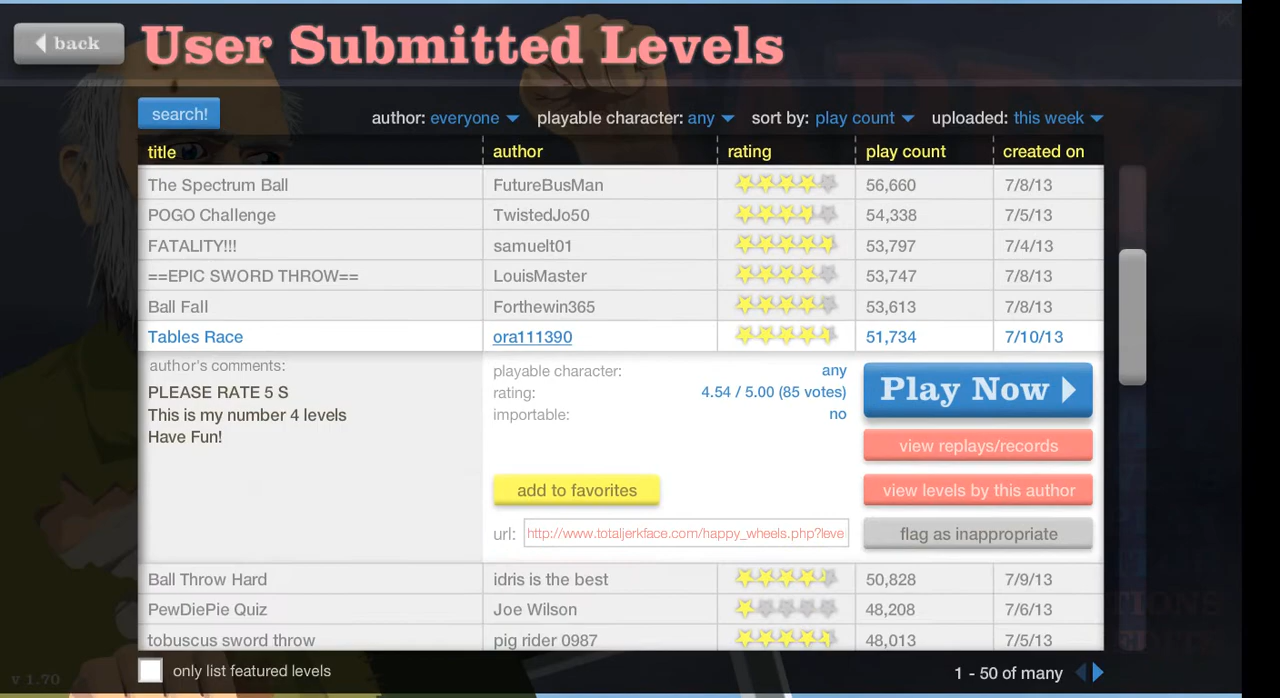 back
User Submitted Levels
search!
author: everyone playable character: any sort by: play count uploaded: this week
title author rating play count created on
The Spectrum Ball FutureBusMan 56,660 7/8/13
POGO Challenge TwistedJo50 54,338 7/5/13
FATALITY!!! samuelt01 53,797 7/4/13
==EPIC SWORD THROW== LouisMaster 53,747 7/8/13
Ball Fall Forthewin365 53,613 7/8/13
Tables Race ora111390 51,734 7/10/13
author's comments:
PLEASE RATE 5 S
This is my number 4 levels
Have Fun!
playable character: any
rating: 4.54 / 5.00 (85 votes)
importable: no
add to favorites
url: http://www.totaljerkface.com/happy_wheels.php?leve
Play Now
view replays/records
view levels by this author
flag as inappropriate
Ball Throw Hard idris is the best 50,828 7/9/13
PewDiePie Quiz Joe Wilson 48,208 7/6/13
tobuscus sword throw pig rider 0987 48,013 7/5/13
only list featured levels
1 - 50 of many
v 1.70